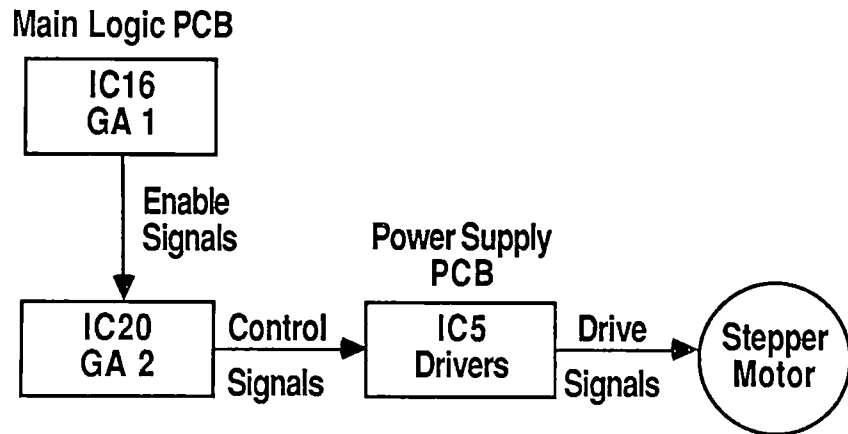 Main Logic PCB
IC16
GA 1
Enable
Signals
Power Supply
PCB
IC20
GA 2
Control
Signals
IC5
Drivers
Drive
Signals
Stepper
Motor